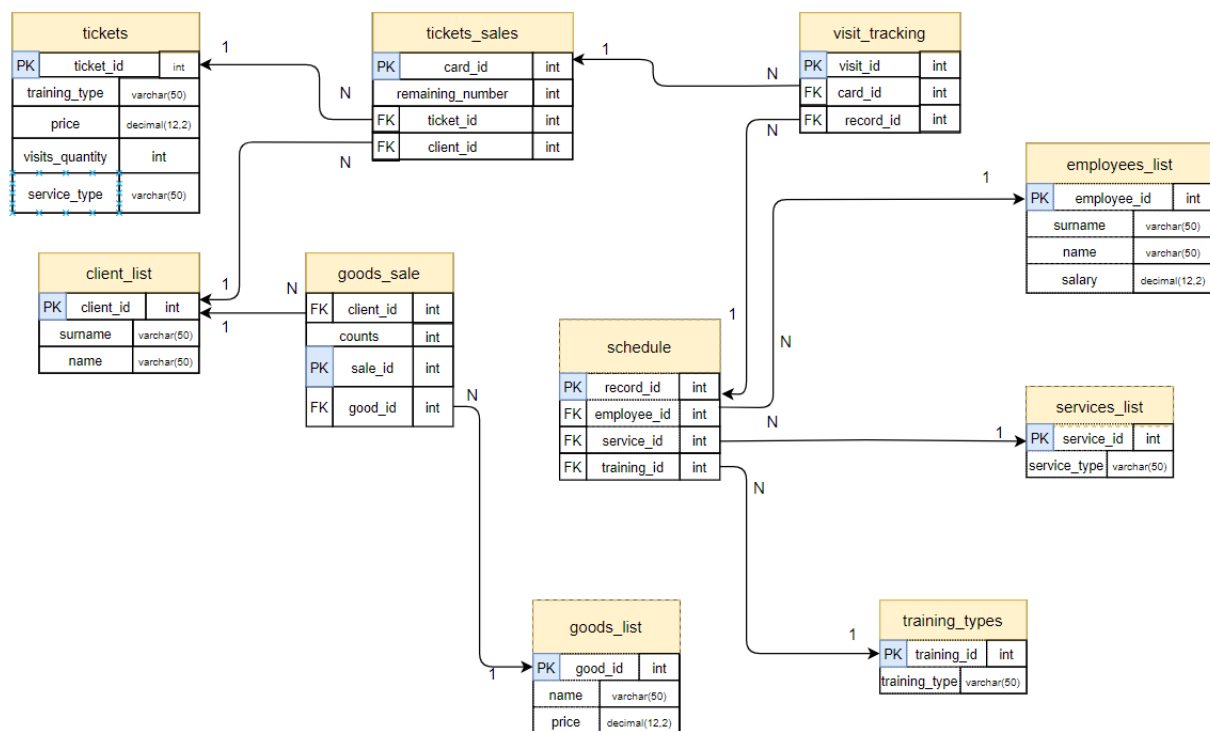 tickets
PK ticket_id int
training_type varchar(50)
price decimal(12,2)
visits_quantity int
service_type varchar(50)
1
N
N
1
tickets_sales
PK card_id int
remaining_number int
FK ticket_id int
FK client_id int
1
N
N
visit_tracking
PK visit_id int
FK card_id int
FK record_id int
employees_list
PK employee_id int
surname varchar(50)
name varchar(50)
salary decimal(12,2)
1
client_list
PK client_id int
surname varchar(50)
name varchar(50)
N
1
goods_sale
FK client_id int
counts int
PK sale_id int
FK good_id int
N
1
schedule
PK record_id int
FK employee_id int
FK service_id int
FK training_id int
1
N
N
N
services_list
PK service_id int
service_type varchar(50)
1
goods_list
PK good_id int
name varchar(50)
price decimal(12,2)
training_types
PK training_id int
training_type varchar(50)
1